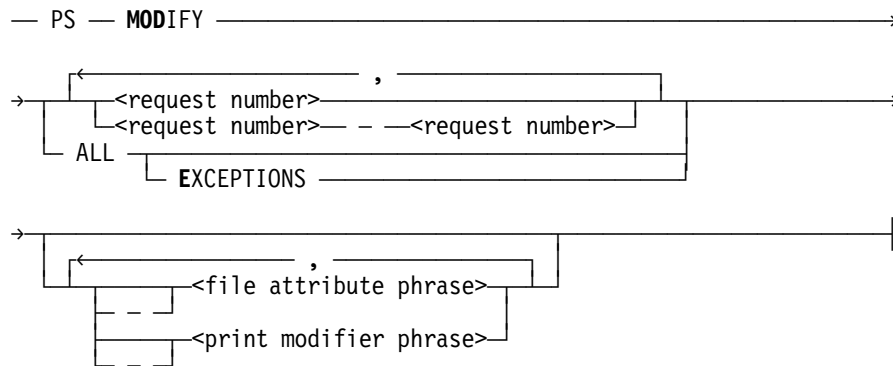 PS MODIFY
,
<request number>
<request number> – <request number>
ALL
EXCEPTIONS
,
<file attribute phrase>
–
<print modifier phrase>
–